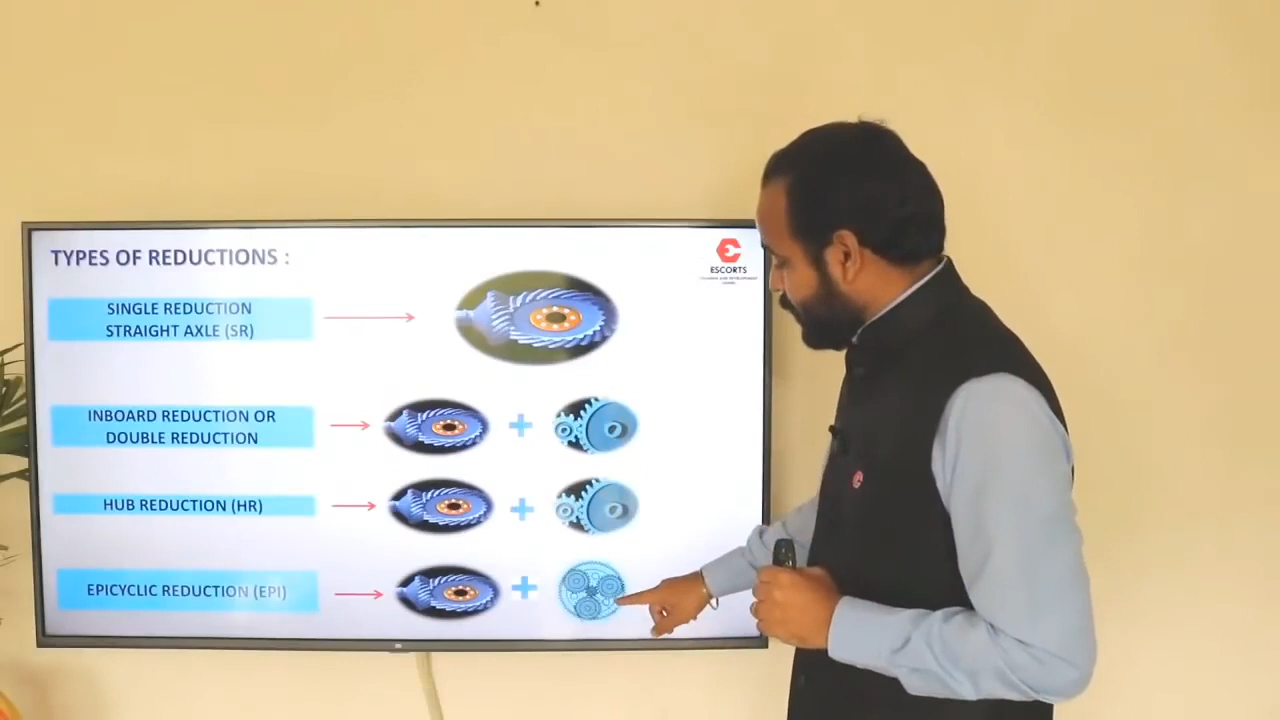 TYPES OF REDUCTIONS :
ESCORTS
SINGLE REDUCTION
STRAIGHT AXLE (SR)
INBOARD REDUCTION OR
DOUBLE REDUCTION
HUB REDUCTION (HR)
EPICYCLIC REDUCTION (EPI)